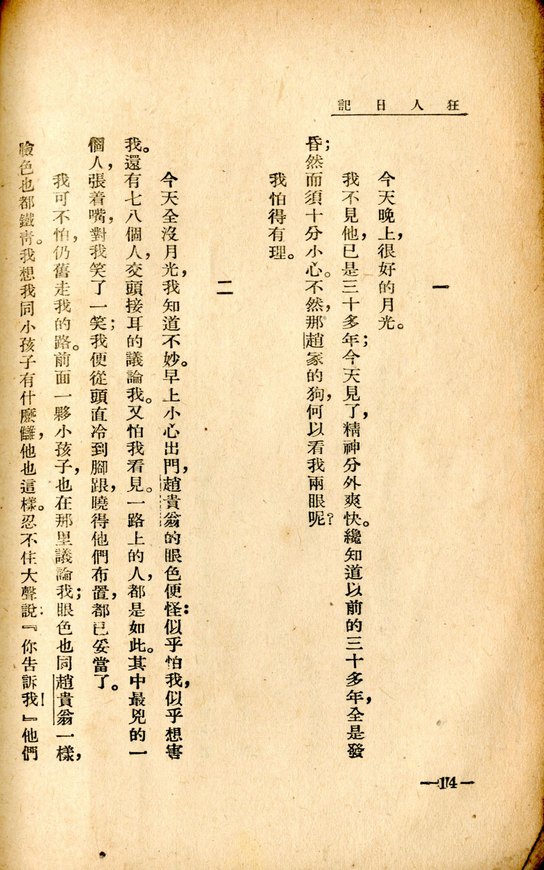 狂人日記
一
今天晚上，很好的月光。
我不見他，已是三十多年；今天見了，精神分外爽快。纔知道以前的三十多年，全是發
昏；然而須十分小心。不然，那趙家的狗，何以看我兩眼呢？
我怕得有理。
二
今天全沒月光，我知道不妙。早上小心出門，趙貴翁的眼色便怪：似乎怕我，似乎想害
我。還有七八個人，交頭接耳的議論我。又怕我看見。一路上的人，都是如此。其中最兇的一
個人，張着嘴，對我笑了一笑；我便從頭直冷到腳跟，曉得他們布置，都已妥當了。
我可不怕，仍舊走我的路。前面一夥小孩子，也在那里議論我；眼色也同趙貴翁一樣，
臉色也都鐵靑。我想我同小孩子有什麼讎，他也這樣。忍不住大聲說，『你告訴我！』他們
—14—